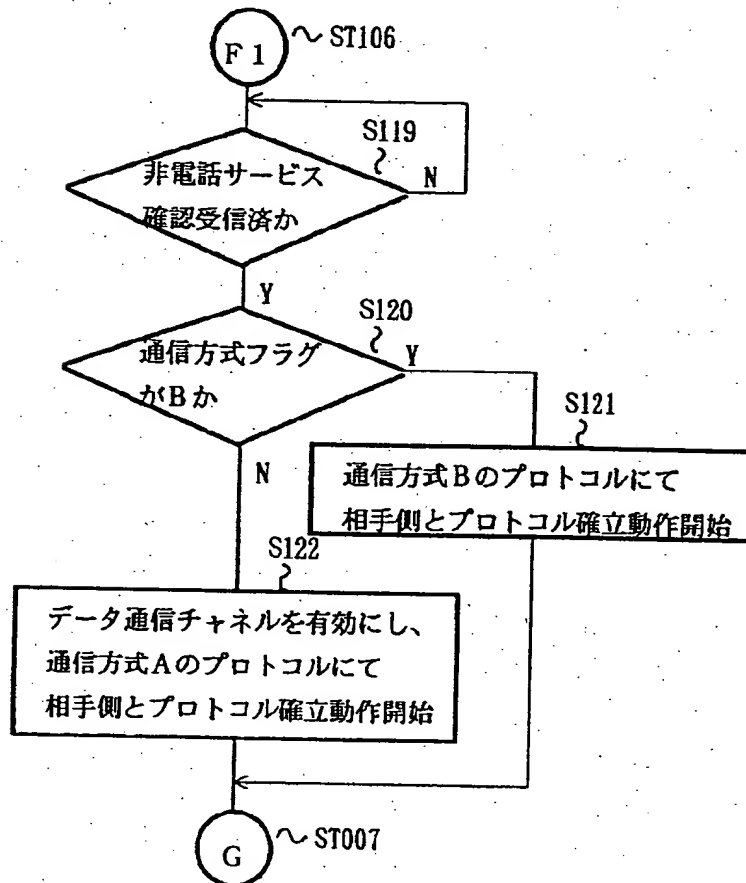 F1
ST106
S119
非電話サービス
確認受信済か
N
Y
S120
通信方式フラグ
がBか
Y
N
S121
通信方式Bのプロトコルにて
相手側とプロトコル確立動作開始
S122
データ通信チャネルを有効にし、
通信方式Aのプロトコルにて
相手側とプロトコル確立動作開始
G
ST007